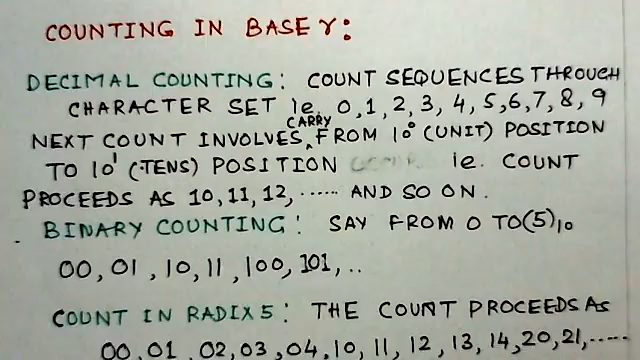 COUNTING IN BASE r:
DECIMAL COUNTING: COUNT SEQUENCES THROUGH
CHARACTER SET ie. 0,1,2,3,4,5,6,7,8,9
NEXT COUNT INVOLVES CARRY FROM 10⁰ (UNIT) POSITION
TO 10¹ (TENS) POSITION ie. COUNT
PROCEEDS AS 10,11,12,...... AND SO ON.
BINARY COUNTING: SAY FROM 0 TO (5)₁₀
00,01,10,11,100,101,..
COUNT IN RADIX 5: THE COUNT PROCEEDS AS
00,01,02,03,04,10,11,12,13,14,20,21,.....